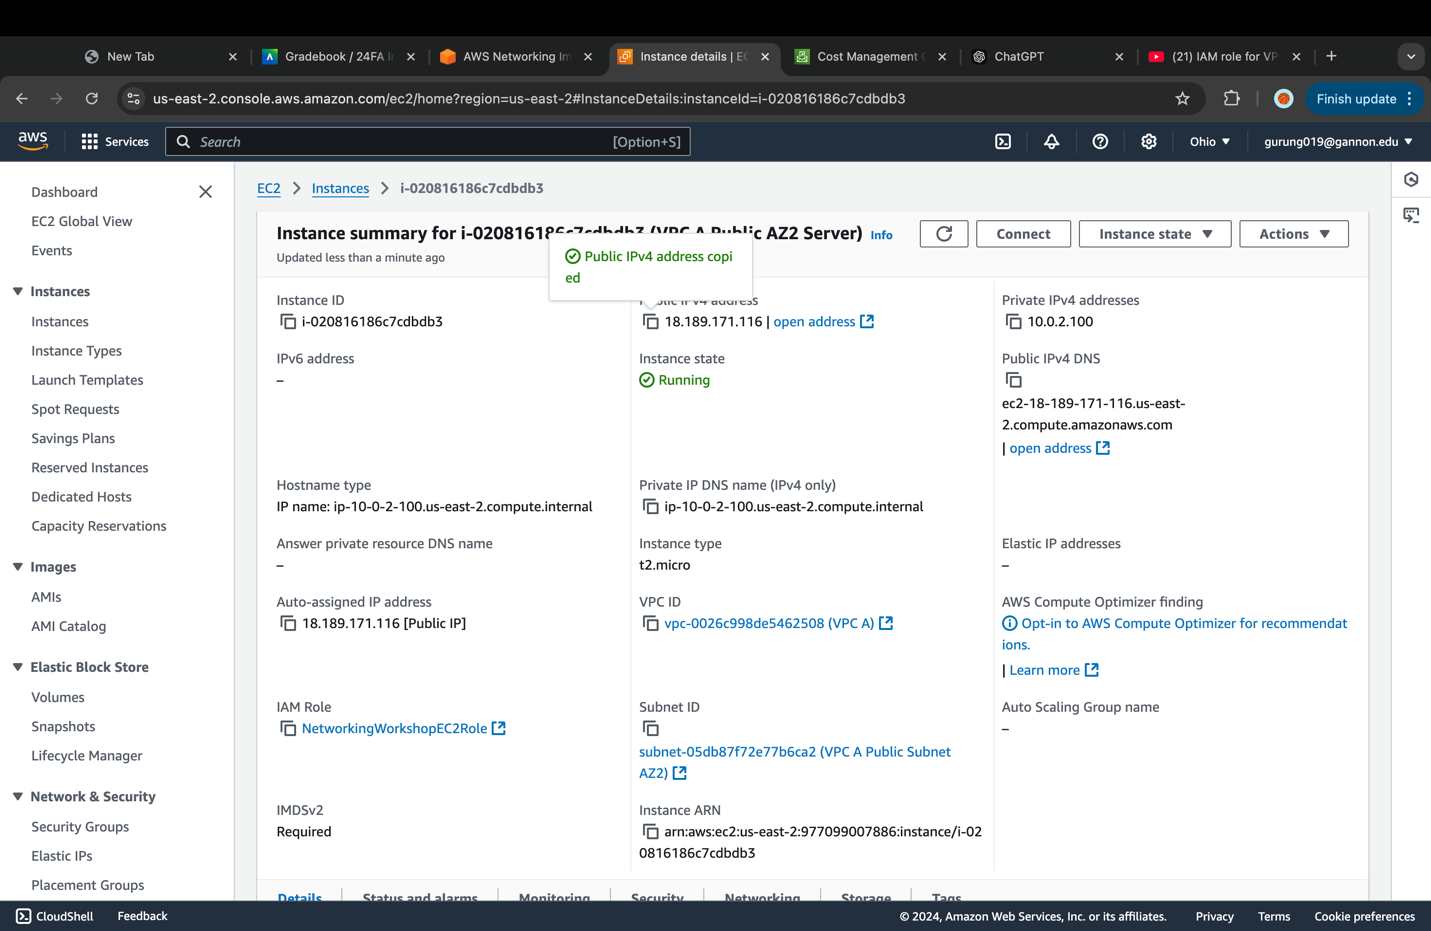 New Tab
Gradebook / 24FA I
AWS Networking Im
Instance details | EC
Cost Management C
ChatGPT
(21) IAM role for VP
us-east-2.console.aws.amazon.com/ec2/home?region=us-east-2#InstanceDetails:instanceId=i-020816186c7cdbdb3
Finish update
aws
Services
Search
[Option+S]
Ohio
gurung019@gannon.edu
Dashboard
EC2 Global View
Events
Instances
Instances
Instance Types
Launch Templates
Spot Requests
Savings Plans
Reserved Instances
Dedicated Hosts
Capacity Reservations
Images
AMIs
AMI Catalog
Elastic Block Store
Volumes
Snapshots
Lifecycle Manager
Network & Security
Security Groups
Elastic IPs
Placement Groups
EC2 > Instances > i-020816186c7cdbdb3
Instance summary for i-020816186c7cdbdb3 (VPC A Public AZ2 Server) Info
Updated less than a minute ago
Connect
Instance state
Actions
Public IPv4 address copi
ed
Instance ID
i-020816186c7cdbdb3
Public IPv4 address
18.189.171.116 | open address
Private IPv4 addresses
10.0.2.100
IPv6 address
–
Instance state
Running
Public IPv4 DNS
ec2-18-189-171-116.us-east-
2.compute.amazonaws.com
| open address
Hostname type
IP name: ip-10-0-2-100.us-east-2.compute.internal
Private IP DNS name (IPv4 only)
ip-10-0-2-100.us-east-2.compute.internal
Answer private resource DNS name
–
Instance type
t2.micro
Elastic IP addresses
–
Auto-assigned IP address
18.189.171.116 [Public IP]
VPC ID
vpc-0026c998de5462508 (VPC A)
AWS Compute Optimizer finding
Opt-in to AWS Compute Optimizer for recommendat
ions.
| Learn more
IAM Role
NetworkingWorkshopEC2Role
Subnet ID
subnet-05db87f72e77b6ca2 (VPC A Public Subnet
AZ2)
Auto Scaling Group name
–
IMDSv2
Required
Instance ARN
arn:aws:ec2:us-east-2:977099007886:instance/i-02
0816186c7cdbdb3
Details
Status and alarms
Monitoring
Security
Networking
Storage
Tags
CloudShell
Feedback
© 2024, Amazon Web Services, Inc. or its affiliates.
Privacy
Terms
Cookie preferences